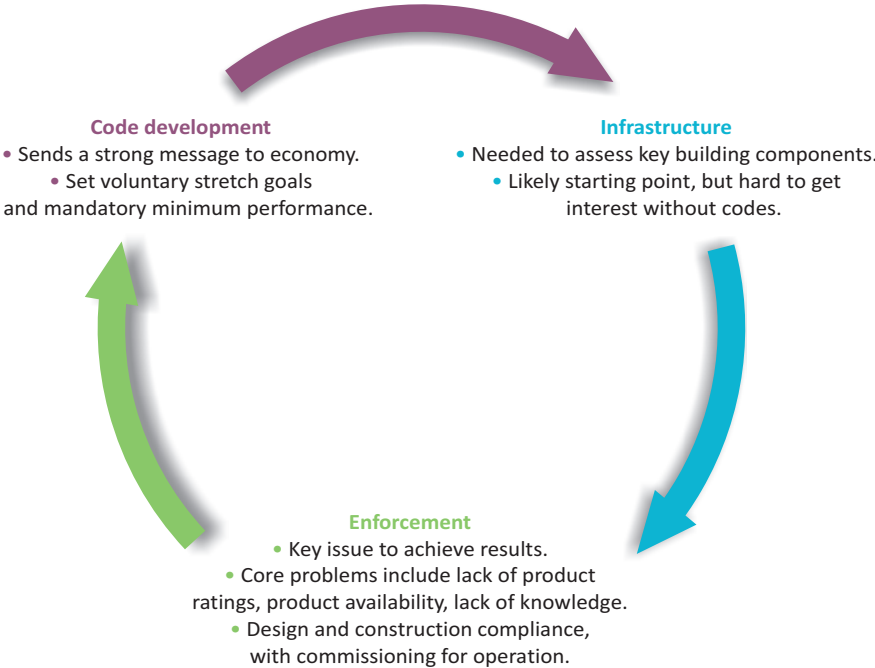 Code development
• Sends a strong message to economy.
• Set voluntary stretch goals
and mandatory minimum performance.
Infrastructure
• Needed to assess key building components.
• Likely starting point, but hard to get
interest without codes.
Enforcement
• Key issue to achieve results.
• Core problems include lack of product
ratings, product availability, lack of knowledge.
• Design and construction compliance,
with commissioning for operation.